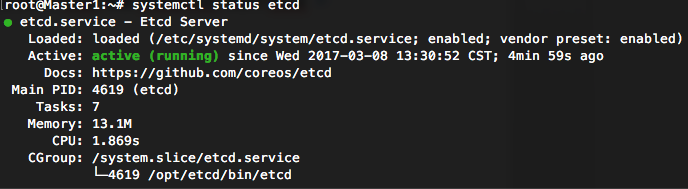 [root@Master1:~# systemctl status etcd
● etcd.service - Etcd Server
Loaded: loaded (/etc/systemd/system/etcd.service; enabled; vendor preset: enabled)
Active: active (running) since Wed 2017-03-08 13:30:52 CST; 4min 59s ago
Docs: https://github.com/coreos/etcd
Main PID: 4619 (etcd)
Tasks: 7
Memory: 13.1M
CPU: 1.869s
CGroup: /system.slice/etcd.service
└─4619 /opt/etcd/bin/etcd